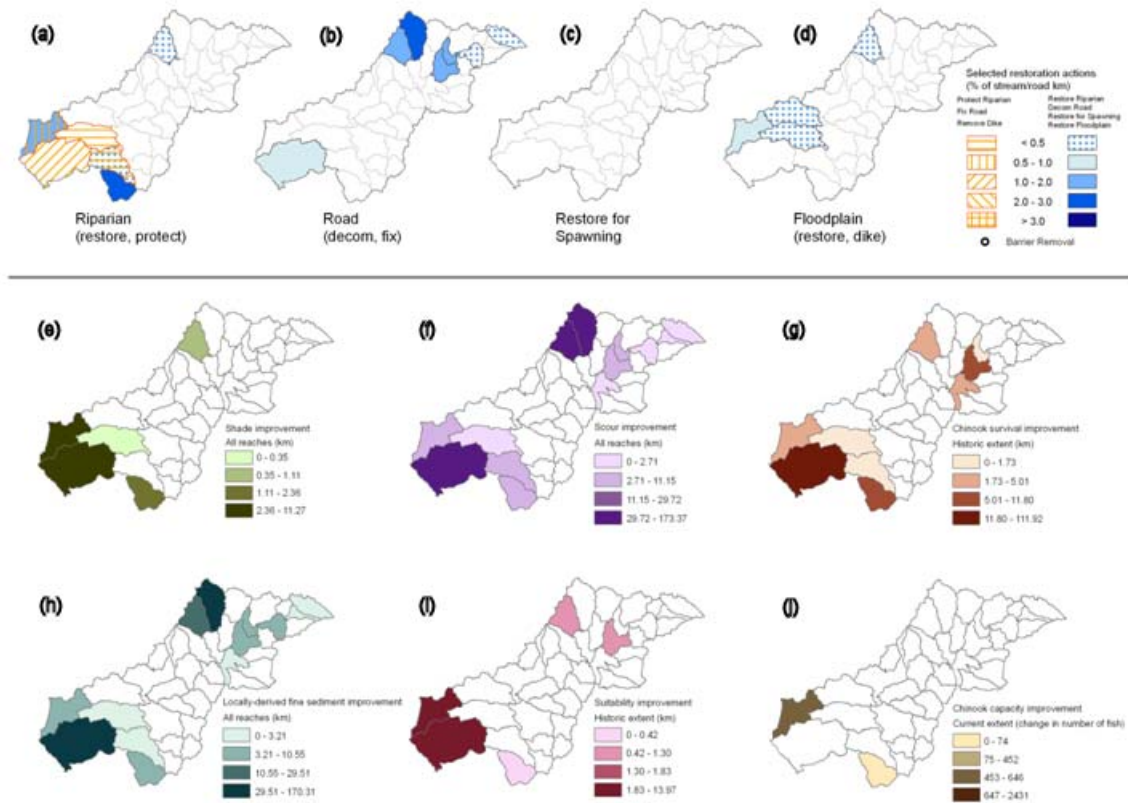 (a)
(b)
(c)
(d)
Riparian
(restore, protect)
Road
(decom, fix)
Restore for
Spawning
Floodplain
(restore, dike)
Selected restoration actions
(% of stream/road km)
Protect Riparian
Fix Road
Remove Dike
Restore Riparian
Decom Road
Restore for Spawning
Restore Floodplain
< 0.5
0.5 - 1.0
1.0 - 2.0
2.0 - 3.0
> 3.0
Barrier Removal
(e)
Shade improvement
All reaches (km)
0 - 0.35
0.35 - 1.11
1.11 - 2.36
2.36 - 11.27
(f)
Scour improvement
All reaches (km)
0 - 2.71
2.71 - 11.15
11.15 - 29.72
29.72 - 173.37
(g)
Chinook survival improvement
Historic extent (km)
0 - 1.73
1.73 - 5.01
5.01 - 11.80
11.80 - 111.92
(h)
Locally-derived fine sediment improvement
All reaches (km)
0 - 3.21
3.21 - 10.55
10.55 - 29.51
29.51 - 170.31
(i)
Suitability improvement
Historic extent (km)
0 - 0.42
0.42 - 1.30
1.30 - 1.83
1.83 - 13.97
(j)
Chinook capacity improvement
Current extent (change in number of fish)
0 - 74
75 - 452
453 - 646
647 - 2431